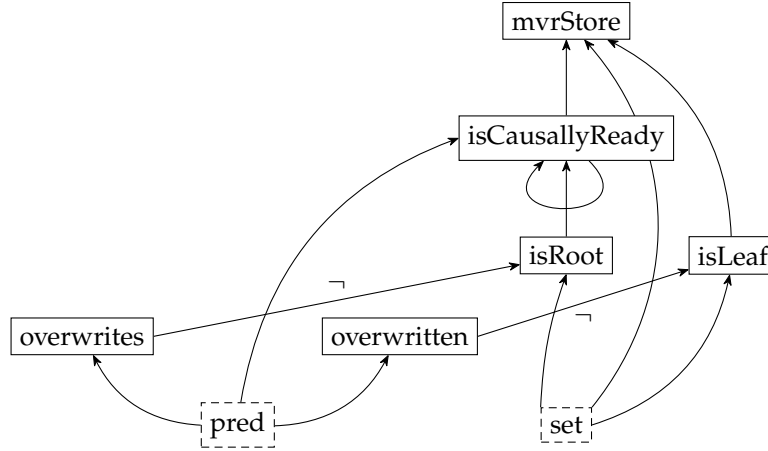 mvrStore
isCausallyReady
isRoot
isLeaf
¬
¬
overwrites
overwritten
pred
set